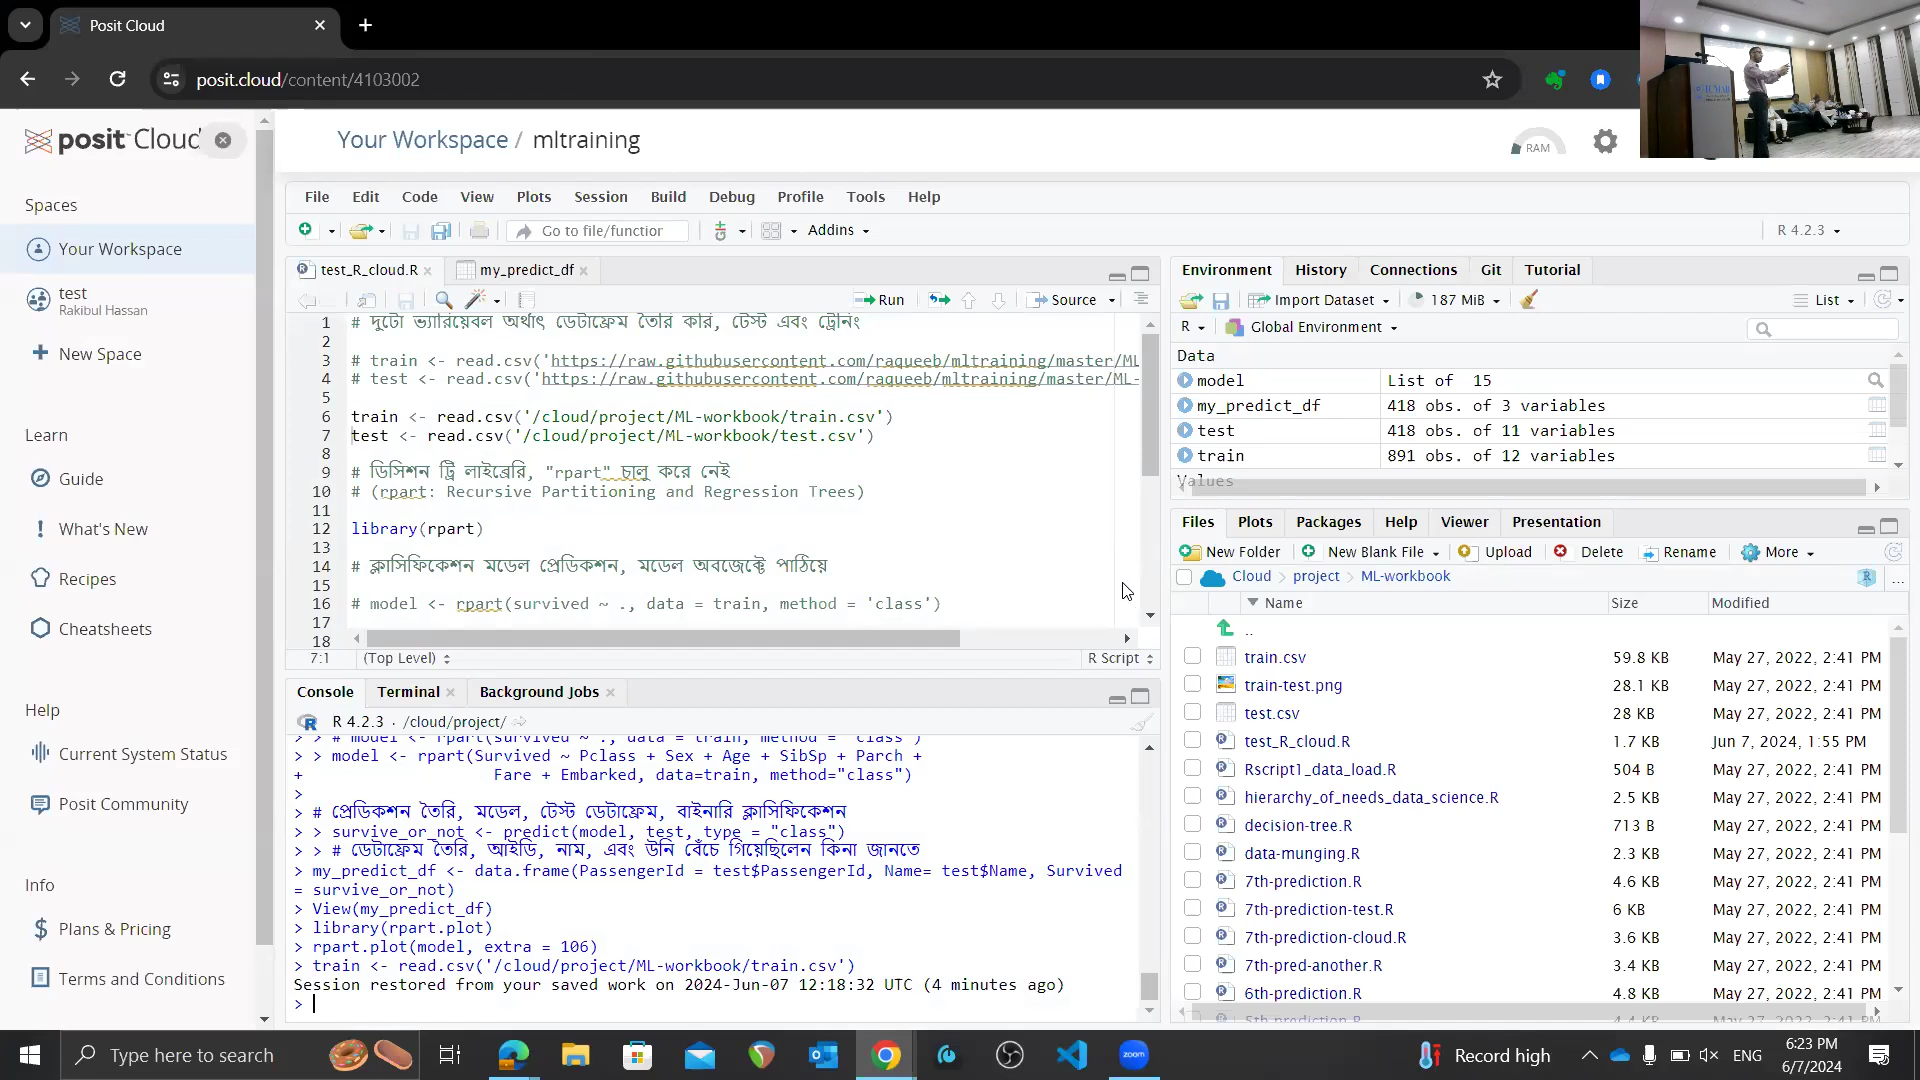 Posit Cloud
posit.cloud/content/4103002
posit Cloud
Your Workspace / mltraining
RAM
Spaces
Your Workspace
test
Rakibul Hassan
New Space
Learn
Guide
What's New
Recipes
Cheatsheets
Help
Current System Status
Posit Community
Info
Plans & Pricing
Terms and Conditions
File Edit Code View Plots Session Build Debug Profile Tools Help
Go to file/function Addins R 4.2.3
test_R_cloud.R my_predict_df
Run Source
1 # দুটো ভ্যারিয়েবল অর্থাৎ ডেটাফ্রেম তৈরি করি, টেস্ট এবং ট্রেনিং
2
3 # train <- read.csv('https://raw.githubusercontent.com/raqueeb/mltraining/master/ML
4 # test <- read.csv('https://raw.githubusercontent.com/raqueeb/mltraining/master/ML-
5
6 train <- read.csv('/cloud/project/ML-workbook/train.csv')
7 test <- read.csv('/cloud/project/ML-workbook/test.csv')
8
9 # ডিসিশন ট্রি লাইব্রেরি, "rpart" চালু করে নেই
10 # (rpart: Recursive Partitioning and Regression Trees)
11
12 library(rpart)
13
14 # ক্লাসিফিকেশন মডেল প্রেডিকশন, মডেল অবজেক্টে পাঠিয়ে
15
16 # model <- rpart(survived ~ ., data = train, method = 'class')
17
18
7:1 (Top Level) R Script
Console Terminal Background Jobs
R 4.2.3 · /cloud/project/
> > # model <- rpart(survived ~ ., data = train, method = 'class')
> > model <- rpart(Survived ~ Pclass + Sex + Age + SibSp + Parch +
+ Fare + Embarked, data=train, method="class")
>
> # প্রেডিকশন তৈরি, মডেল, টেস্ট ডেটাফ্রেম, বাইনারি ক্লাসিফিকেশন
> > survive_or_not <- predict(model, test, type = "class")
> > # ডেটাফ্রেম তৈরি, আইডি, নাম, এবং উনি বেঁচে গিয়েছিলেন কিনা জানতে
> my_predict_df <- data.frame(PassengerId = test$PassengerId, Name= test$Name, Survived
= survive_or_not)
> View(my_predict_df)
> library(rpart.plot)
> rpart.plot(model, extra = 106)
> train <- read.csv('/cloud/project/ML-workbook/train.csv')
Session restored from your saved work on 2024-Jun-07 12:18:32 UTC (4 minutes ago)
>
Environment History Connections Git Tutorial
Import Dataset 187 MiB List
R Global Environment
Data
model List of 15
my_predict_df 418 obs. of 3 variables
test 418 obs. of 11 variables
train 891 obs. of 12 variables
Values
Files Plots Packages Help Viewer Presentation
New Folder New Blank File Upload Delete Rename More
Cloud project ML-workbook ...
Name Size Modified
..
train.csv 59.8 KB May 27, 2022, 2:41 PM
train-test.png 28.1 KB May 27, 2022, 2:41 PM
test.csv 28 KB May 27, 2022, 2:41 PM
test_R_cloud.R 1.7 KB Jun 7, 2024, 1:55 PM
Rscript1_data_load.R 504 B May 27, 2022, 2:41 PM
hierarchy_of_needs_data_science.R 2.5 KB May 27, 2022, 2:41 PM
decision-tree.R 713 B May 27, 2022, 2:41 PM
data-munging.R 2.3 KB May 27, 2022, 2:41 PM
7th-prediction.R 4.6 KB May 27, 2022, 2:41 PM
7th-prediction-test.R 6 KB May 27, 2022, 2:41 PM
7th-prediction-cloud.R 3.6 KB May 27, 2022, 2:41 PM
7th-pred-another.R 3.4 KB May 27, 2022, 2:41 PM
6th-prediction.R 4.8 KB May 27, 2022, 2:41 PM
5th-prediction.R 4.4 KB May 27, 2022, 2:41 PM
Type here to search
zoom
Record high
ENG
6:23 PM
6/7/2024